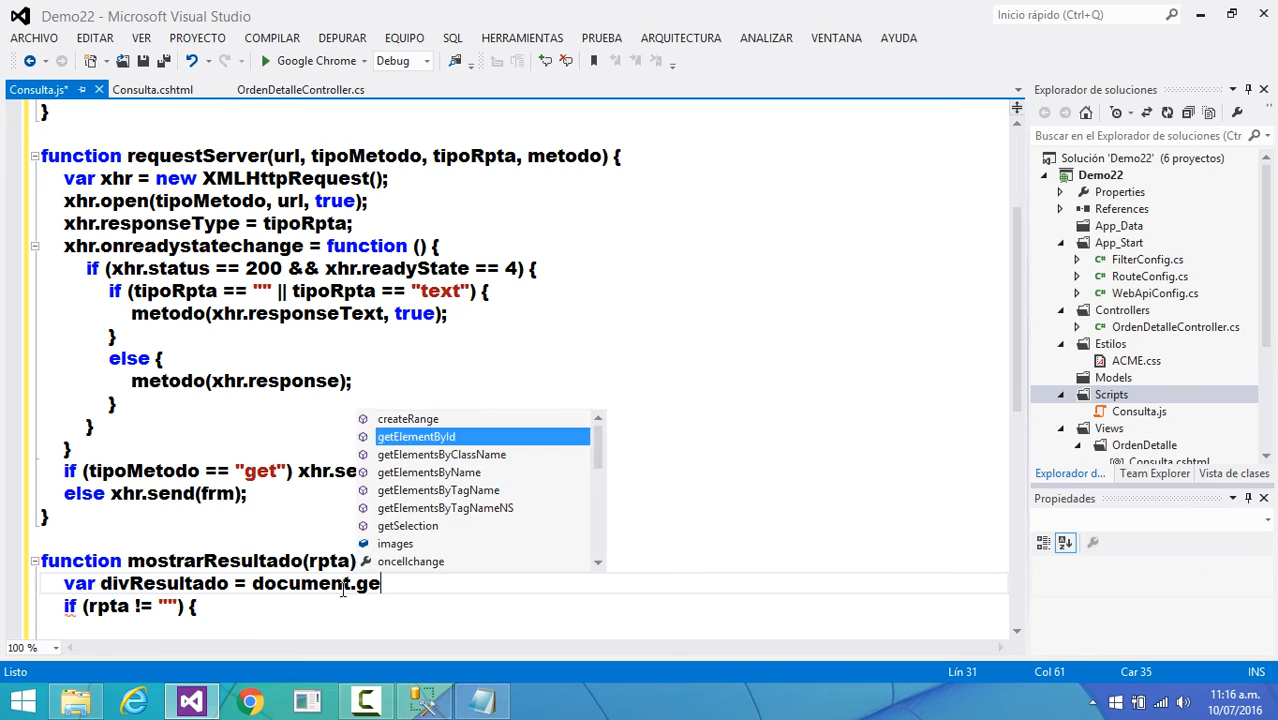 Demo22 - Microsoft Visual Studio
Inicio rápido (Ctrl+Q)
ARCHIVO EDITAR VER PROYECTO COMPILAR DEPURAR EQUIPO SQL HERRAMIENTAS PRUEBA ARQUITECTURA ANALIZAR VENTANA AYUDA
Google Chrome Debug
Consulta.js* Consulta.cshtml OrdenDetalleController.cs
}
function requestServer(url, tipoMetodo, tipoRpta, metodo) {
var xhr = new XMLHttpRequest();
xhr.open(tipoMetodo, url, true);
xhr.responseType = tipoRpta;
xhr.onreadystatechange = function () {
if (xhr.status == 200 && xhr.readyState == 4) {
if (tipoRpta == "" || tipoRpta == "text") {
metodo(xhr.responseText, true);
}
else {
metodo(xhr.response);
}
}
}
if (tipoMetodo == "get") xhr.se
else xhr.send(frm);
}
function mostrarResultado(rpta)
var divResultado = document.ge
if (rpta != "") {
createRange
getElementById
getElementsByClassName
getElementsByName
getElementsByTagName
getElementsByTagNameNS
getSelection
images
oncellchange
100 %
Explorador de soluciones
Buscar en el Explorador de soluciones (Ctrl
Solución 'Demo22' (6 proyectos)
Demo22
Properties
References
App_Data
App_Start
FilterConfig.cs
RouteConfig.cs
WebApiConfig.cs
Controllers
OrdenDetalleController.cs
Estilos
ACME.css
Models
Scripts
Consulta.js
Views
OrdenDetalle
Consulta.cshtml
Explorador d... Team Explorer Vista de clases
Propiedades
Listo Lín 31 Col 61 Car 35 INS
11:16 a.m.
10/07/2016